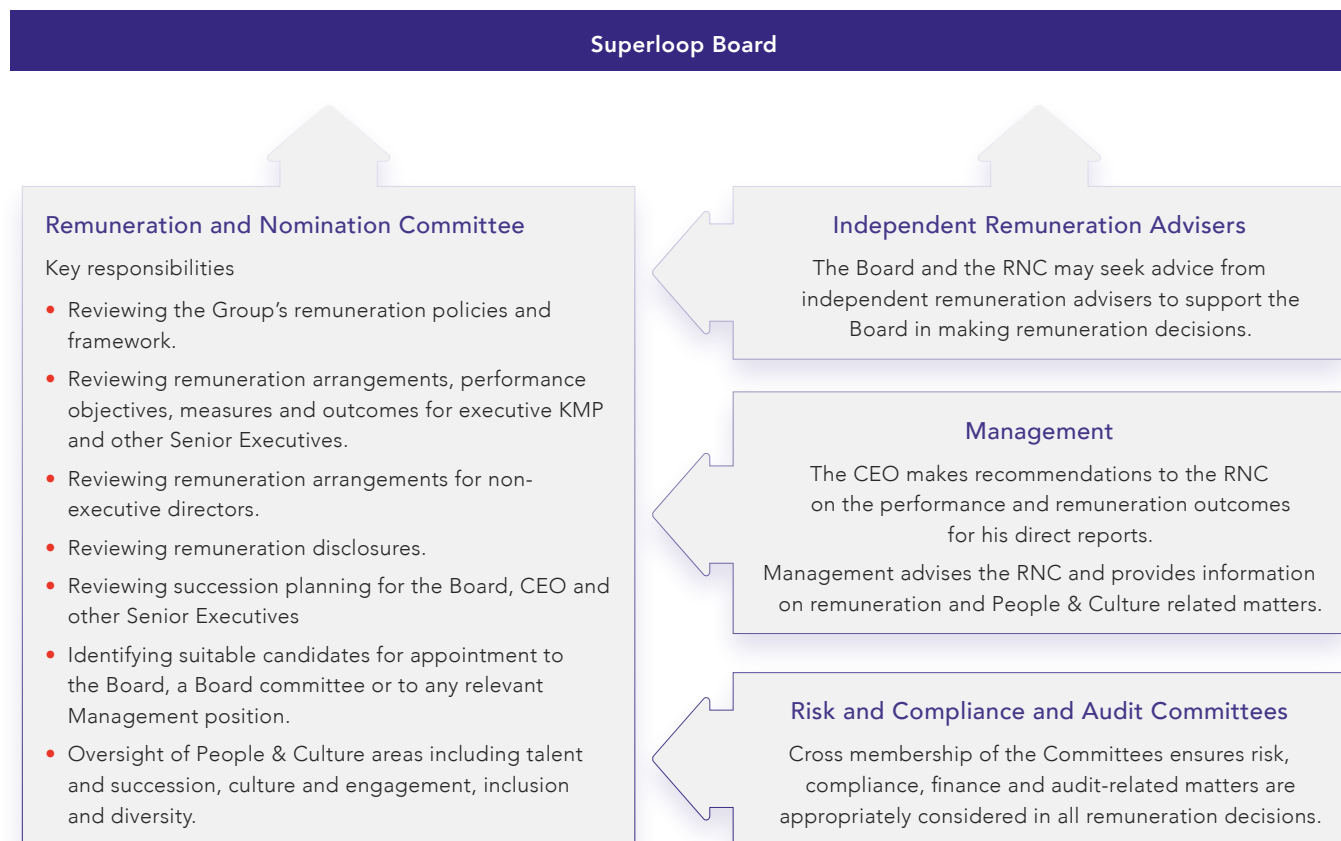 Superloop Board
Remuneration and Nomination Committee
Key responsibilities
• Reviewing the Group’s remuneration policies and
framework.
• Reviewing remuneration arrangements, performance
objectives, measures and outcomes for executive KMP
and other Senior Executives.
• Reviewing remuneration arrangements for non-
executive directors.
• Reviewing remuneration disclosures.
• Reviewing succession planning for the Board, CEO and
other Senior Executives
• Identifying suitable candidates for appointment to
the Board, a Board committee or to any relevant
Management position.
• Oversight of People & Culture areas including talent
and succession, culture and engagement, inclusion
and diversity.
Independent Remuneration Advisers
The Board and the RNC may seek advice from
independent remuneration advisers to support the
Board in making remuneration decisions.
Management
The CEO makes recommendations to the RNC
on the performance and remuneration outcomes
for his direct reports.
Management advises the RNC and provides information
on remuneration and People & Culture related matters.
Risk and Compliance and Audit Committees
Cross membership of the Committees ensures risk,
compliance, finance and audit-related matters are
appropriately considered in all remuneration decisions.